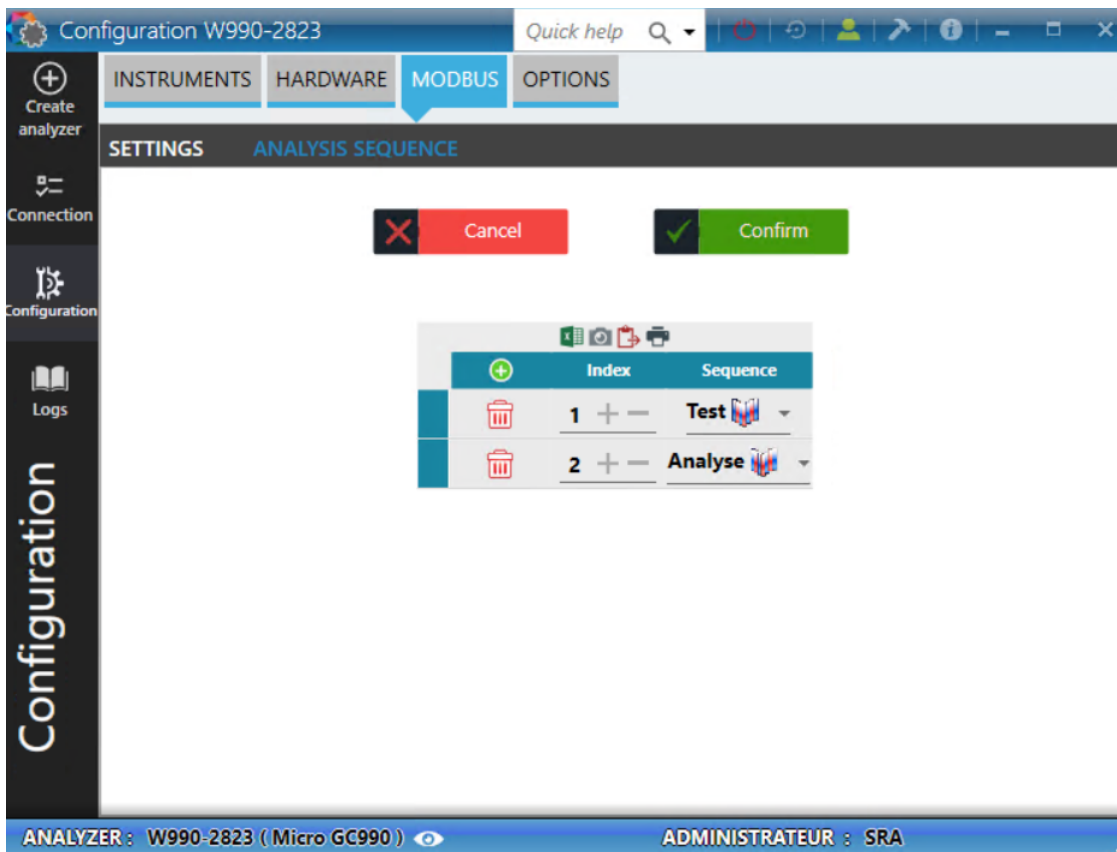 Configuration W990-2823
Quick help
INSTRUMENTS HARDWARE MODBUS OPTIONS
Create
analyzer
SETTINGS ANALYSIS SEQUENCE
Connection
Cancel Confirm
Configuration
Index Sequence
Logs
1 Test
2 Analyse
Configuration
ANALYZER : W990-2823 ( Micro GC990 ) ADMINISTRATEUR : SRA